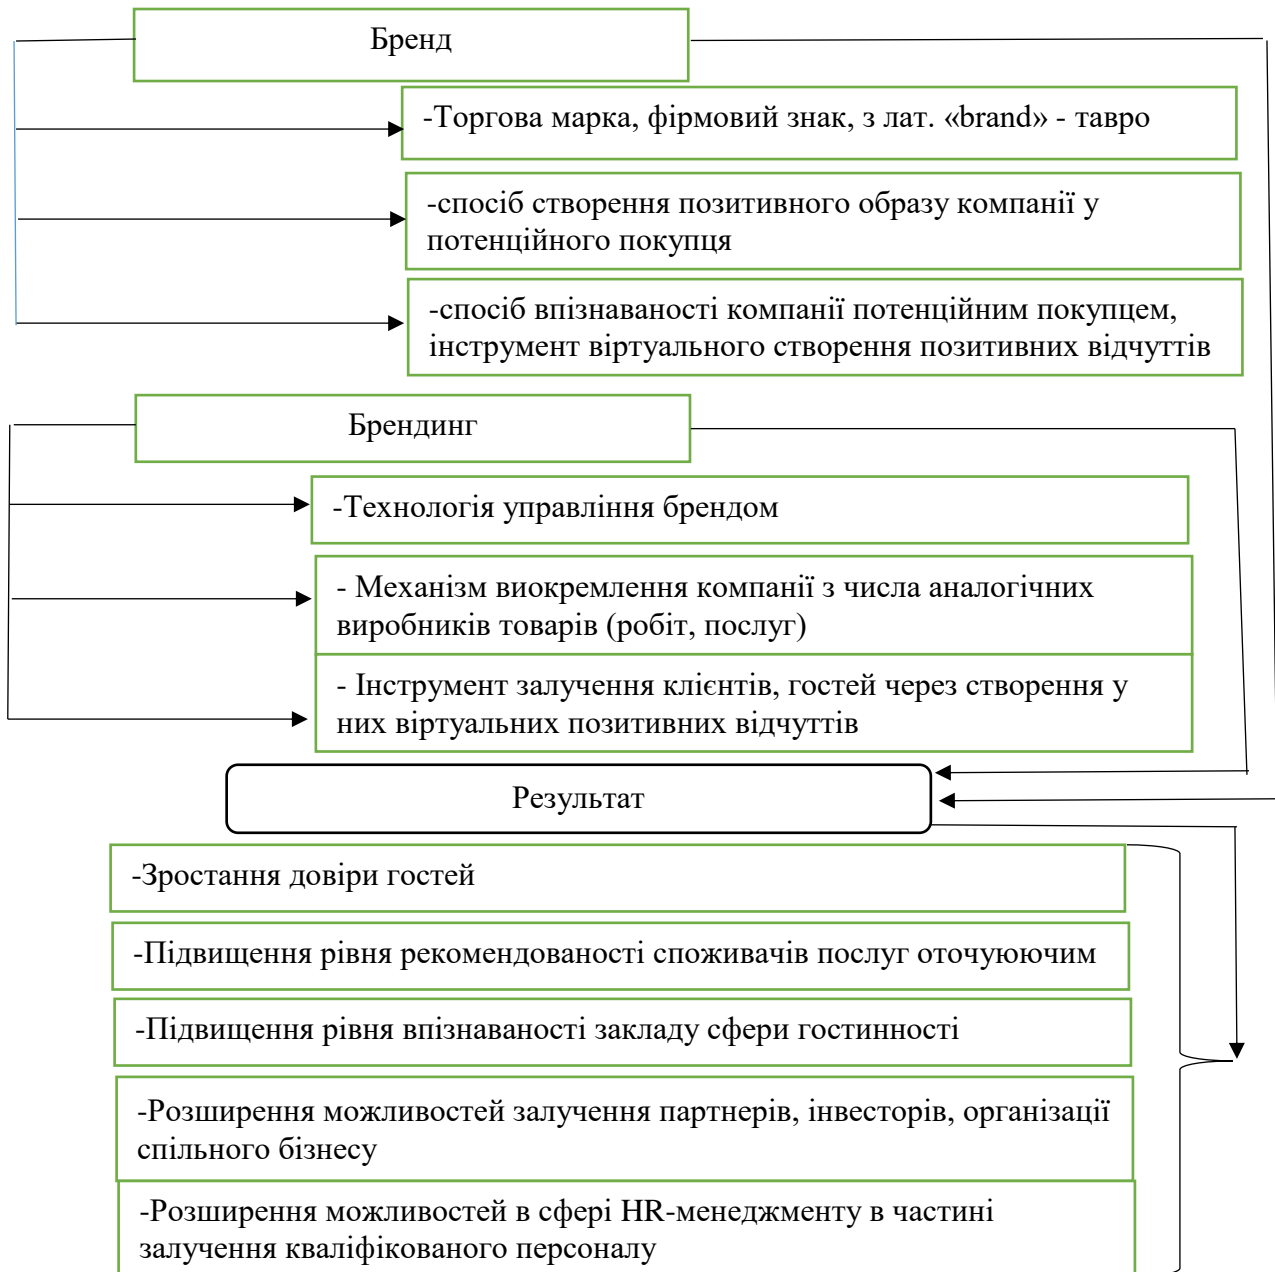 Бренд
-Торгова марка, фірмовий знак, з лат. «brand» - тавро
-спосіб створення позитивного образу компанії у
потенційного покупця
-спосіб впізнаваності компанії потенційним покупцем,
інструмент віртуального створення позитивних відчуттів
Брендинг
-Технологія управління брендом
- Механізм виокремлення компанії з числа аналогічних
виробників товарів (робіт, послуг)
- Інструмент залучення клієнтів, гостей через створення у
них віртуальних позитивних відчуттів
Результат
-Зростання довіри гостей
-Підвищення рівня рекомендованості споживачів послуг оточуюючим
-Підвищення рівня впізнаваності закладу сфери гостинності
-Розширення можливостей залучення партнерів, інвесторів, організації
спільного бізнесу
-Розширення можливостей в сфері HR-менеджменту в частині
залучення кваліфікованого персоналу